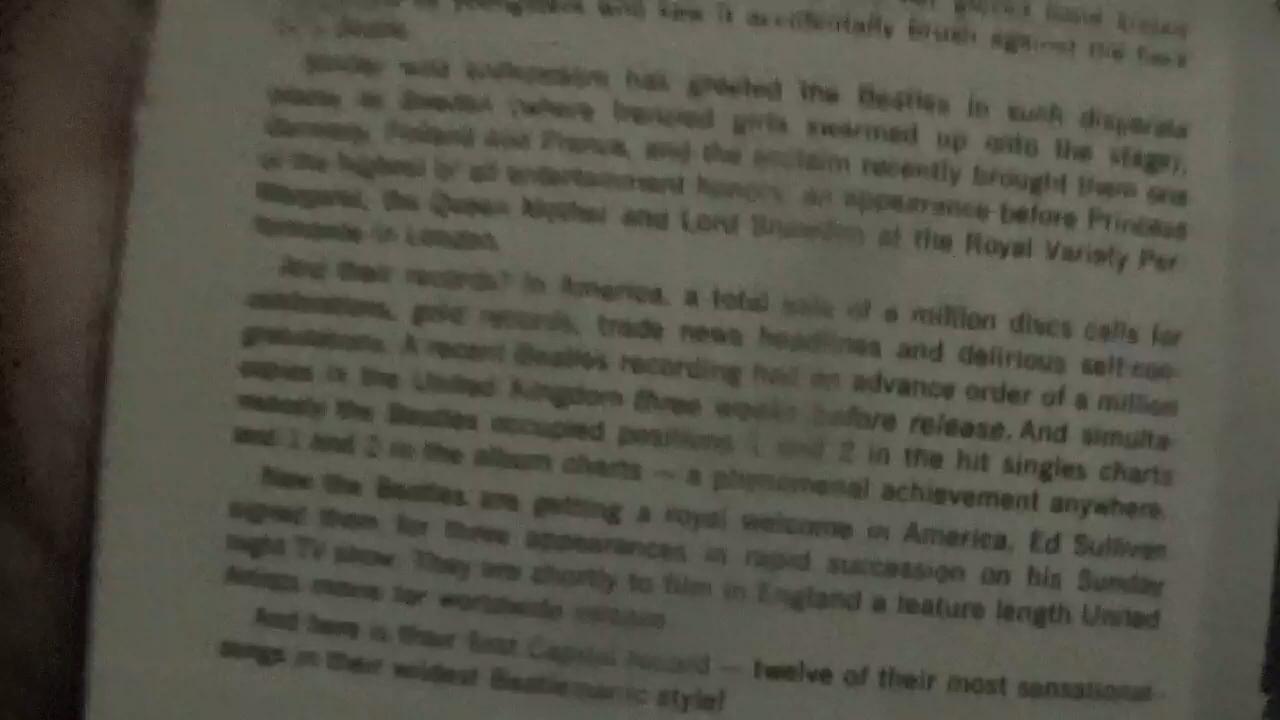 it accidentally brush against the
Similar wild enthusiasm has greeted the Beatles in such disparate
points as Sweden (where frenzied girls swarmed up onto the stage),
Germany, Finland and France, and the acclaim recently brought them one
of the highest of all entertainment honors: an appearance before Princess
Margaret, the Queen Mother and Lord Snowdon at the Royal Variety Per-
formance in London.
And their records? In America, a total sale of a million discs calls for
celebrations, gold records, trade news headlines and delirious self-con-
gratulations. A recent Beatles recording had an advance order of a million
copies in the United Kingdom three weeks before release. And simulta-
neously the Beatles occupied positions 1 and 2 in the hit singles charts
and 1 and 2 in the album charts — a phenomenal achievement anywhere.
Now the Beatles are getting a royal welcome in America. Ed Sullivan
signed them for three appearances in rapid succession on his Sunday
night TV show. They are shortly to film in England a feature length United
Artists movie for worldwide release.
And here is their first Capitol record — twelve of their most sensational
songs in their wildest Beatlemanic style!